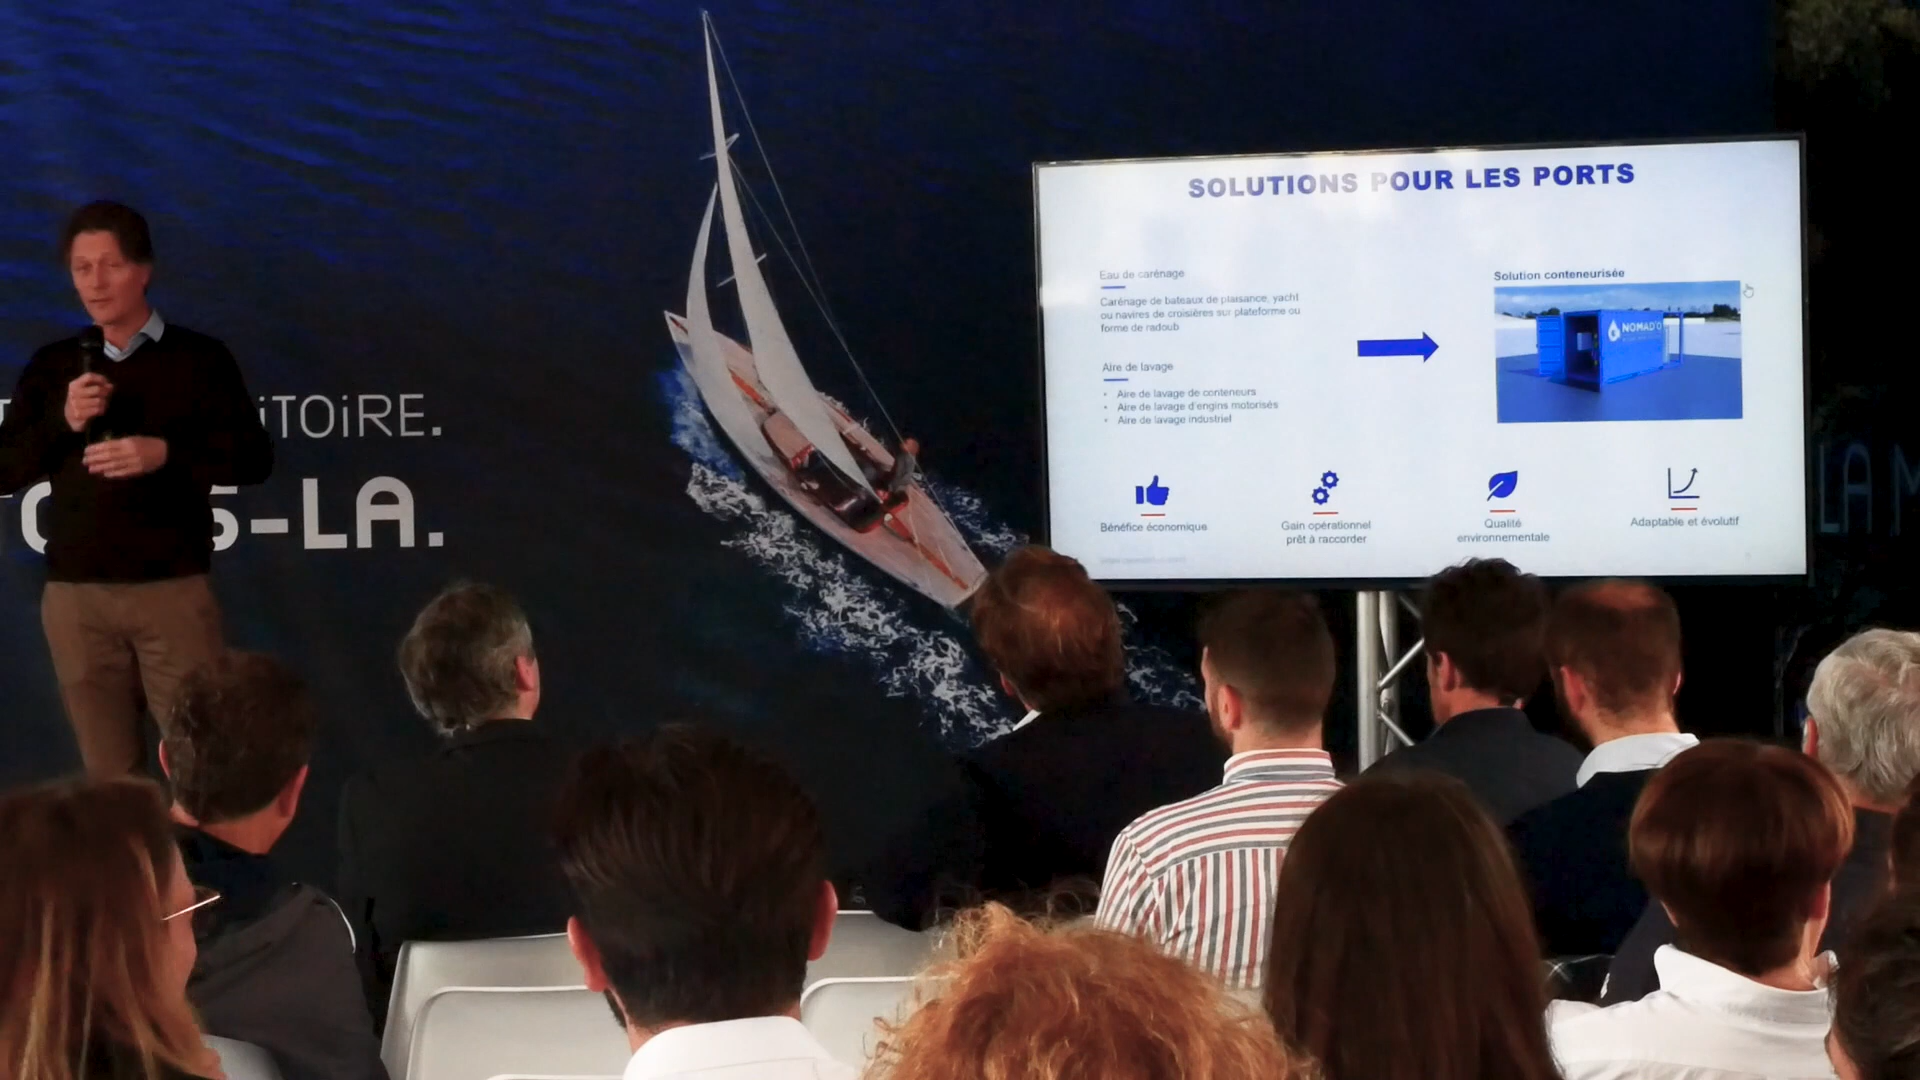 iTOiRE.
S-LA.
SOLUTIONS POUR LES PORTS
Eau de carénage
Carénage de bateaux de plaisance, yacht
ou navires de croisières sur plateforme ou
forme de radoub
Aire de lavage
• Aire de lavage de conteneurs
• Aire de lavage d'engins motorisés
• Aire de lavage industriel
Solution conteneurisée
NOMAD'O
Bénéfice économique
Gain opérationnel
prêt à raccorder
Qualité
environnementale
Adaptable et évolutif
LA M